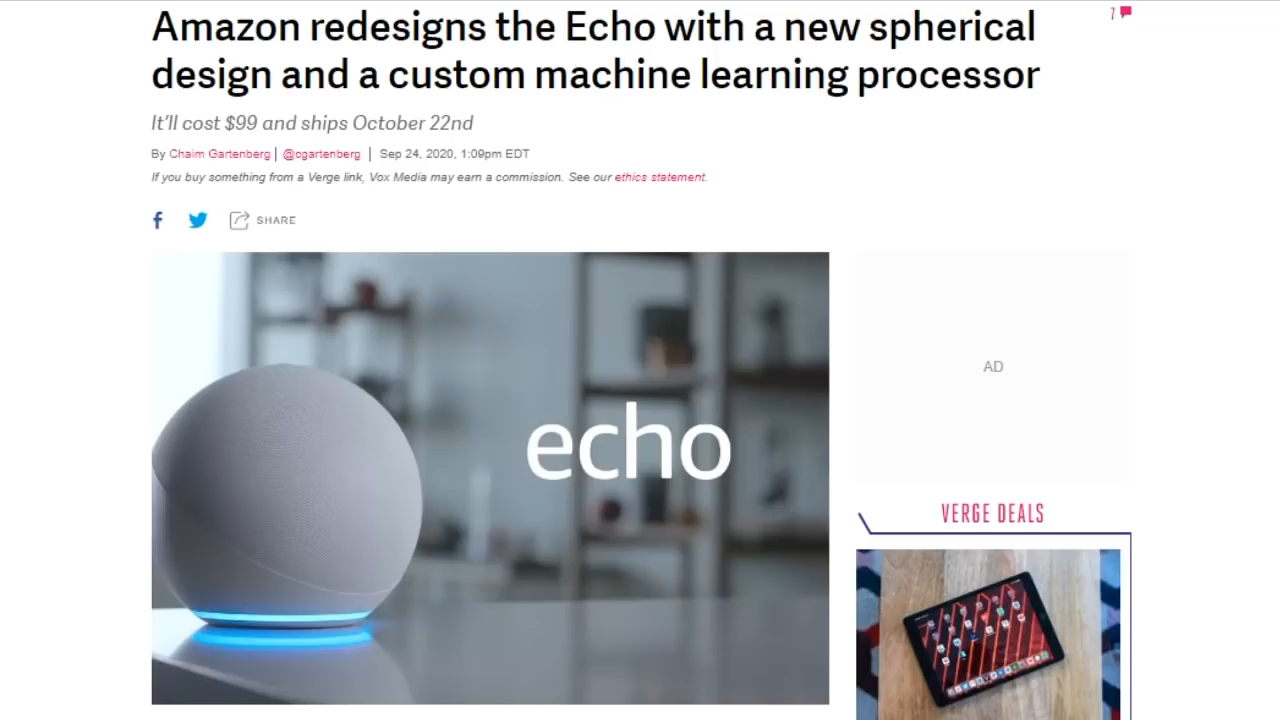 Amazon redesigns the Echo with a new spherical
design and a custom machine learning processor
7
It'll cost $99 and ships October 22nd
By Chaim Gartenberg | @cgartenberg | Sep 24, 2020, 1:09pm EDT
If you buy something from a Verge link, Vox Media may earn a commission. See our ethics statement.
f
SHARE
echo
AD
VERGE DEALS